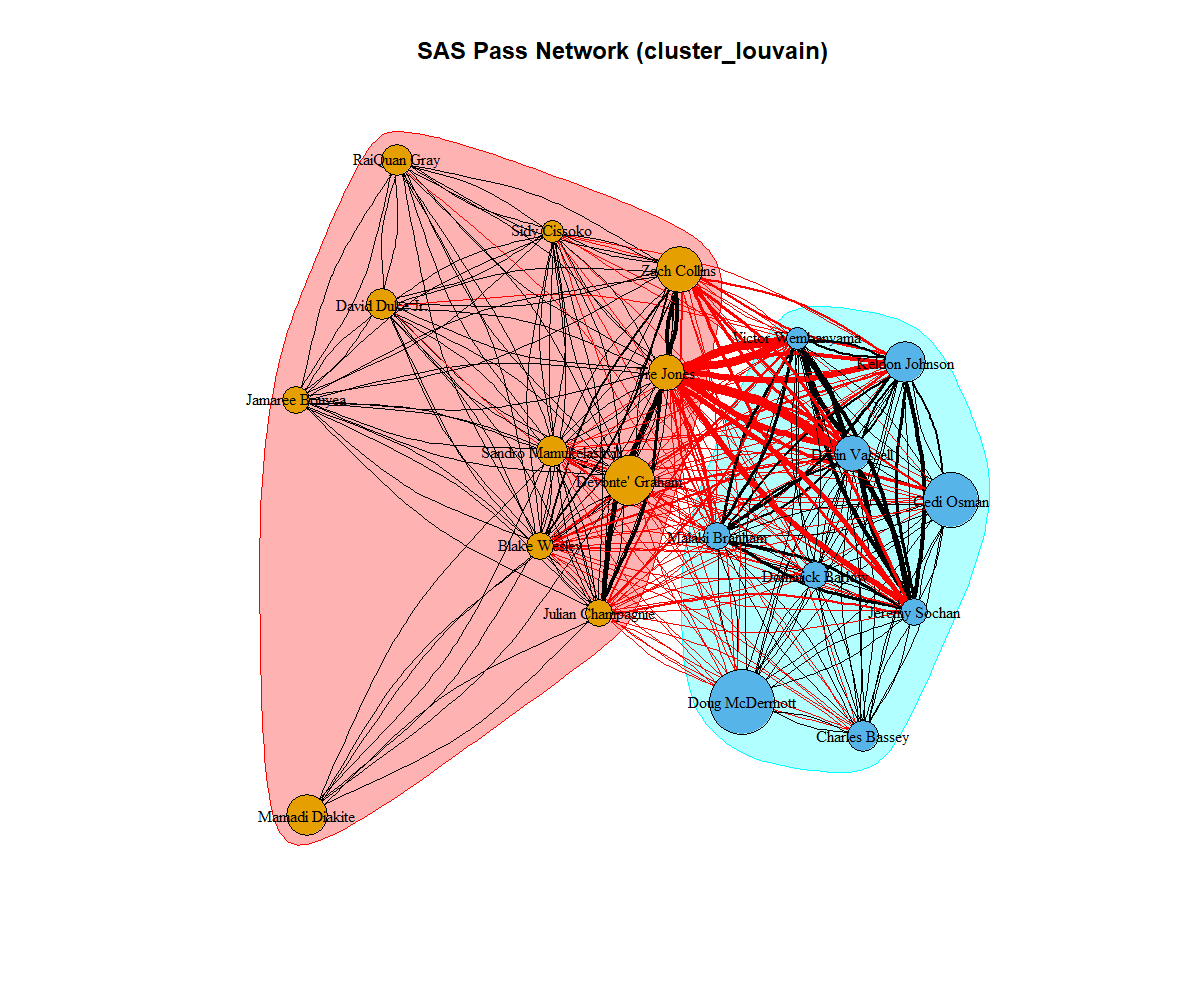 SAS Pass Network (cluster_louvain)
RaiQuan Gray
Sidy Cissoko
Zach Collins
David Duke Jr.
Victor Wembanyama
Keldon Johnson
Tre Jones
Jamaree Bouyea
Sandro Mamukelashvili
Devin Vassell
Devonte' Graham
Cedi Osman
Malaki Branham
Blake Wesley
Dominick Barlow
Julian Champagnie
Jeremy Sochan
Doug McDermott
Charles Bassey
Mamadi Diakite